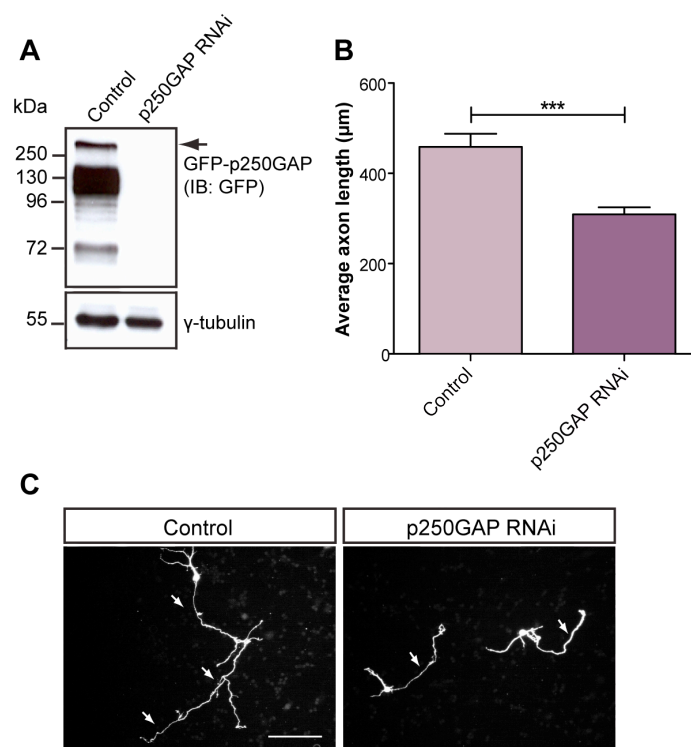 A
Control
p250GAP RNAi
kDa
250
130
96
72
55
GFP-p250GAP
(IB: GFP)
γ-tubulin
B
Average axon length (µm)
600
400
200
0
***
Control
p250GAP RNAi
C
Control
p250GAP RNAi